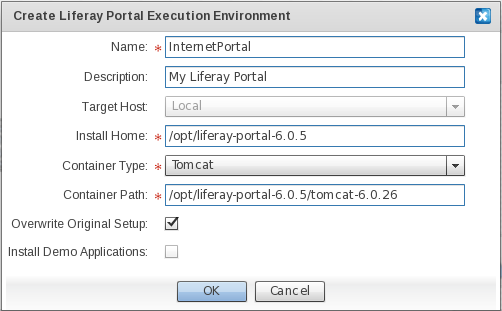 Create Liferay Portal Execution Environment
Name: * InternetPortal
Description: My Liferay Portal
Target Host: Local
Install Home: * /opt/liferay-portal-6.0.5
Container Type: * Tomcat
Container Path: * /opt/liferay-portal-6.0.5/tomcat-6.0.26
Overwrite Original Setup:
Install Demo Applications:
OK Cancel